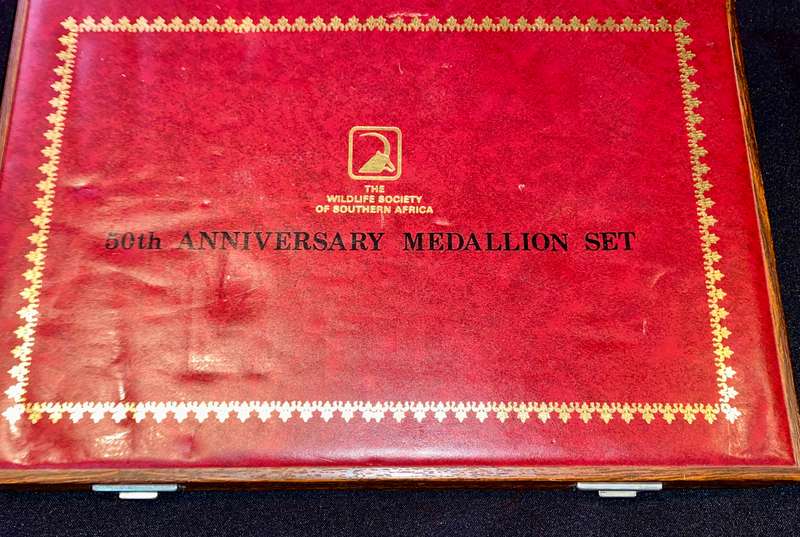 THE
WILDLIFE SOCIETY
OF SOUTHERN AFRICA
50th ANNIVERSARY MEDALLION SET